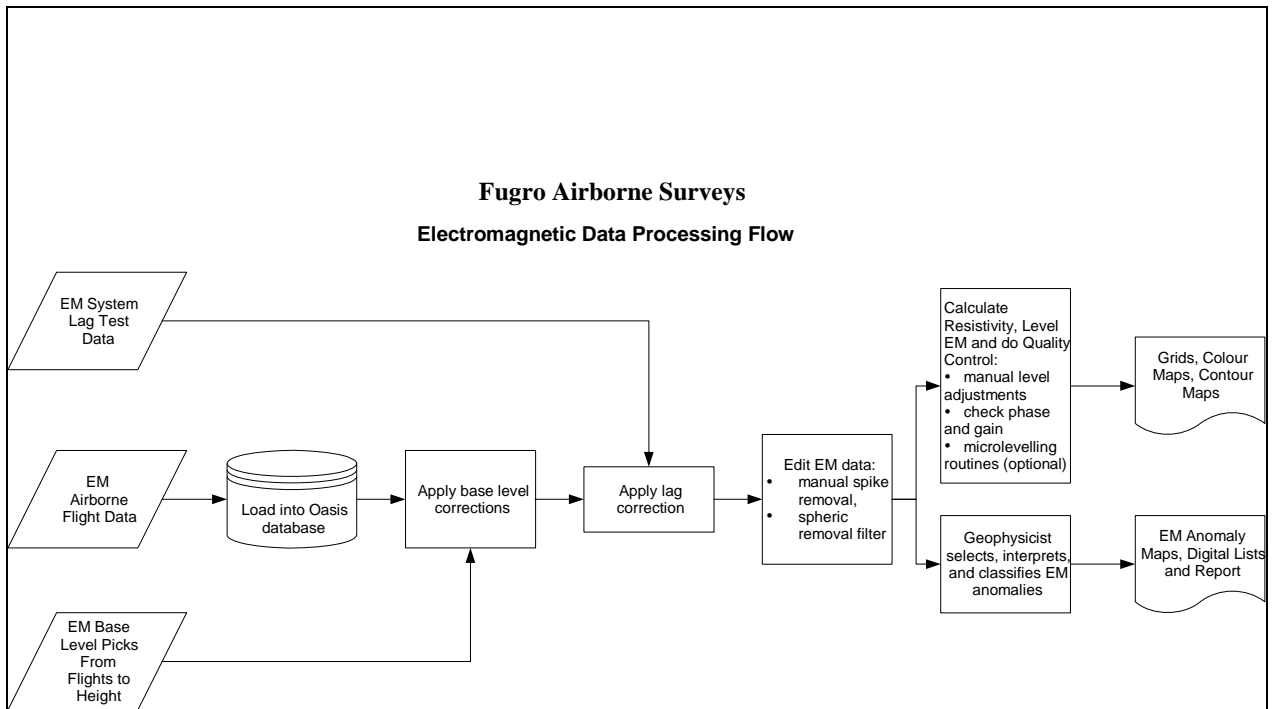 Fugro Airborne Surveys
Electromagnetic Data Processing Flow
EM System
Lag Test
Data
EM
Airborne
Flight Data
EM Base
Level Picks
From
Flights to
Height
Load into Oasis
database
Apply base level
corrections
Apply lag
correction
Edit EM data:
• manual spike
removal,
• spheric
removal filter
Calculate
Resistivity, Level
EM and do Quality
Control:
• manual level
adjustments
• check phase
and gain
• microlevelling
routines (optional)
Geophysicist
selects, interprets,
and classifies EM
anomalies
Grids, Colour
Maps, Contour
Maps
EM Anomaly
Maps, Digital Lists
and Report